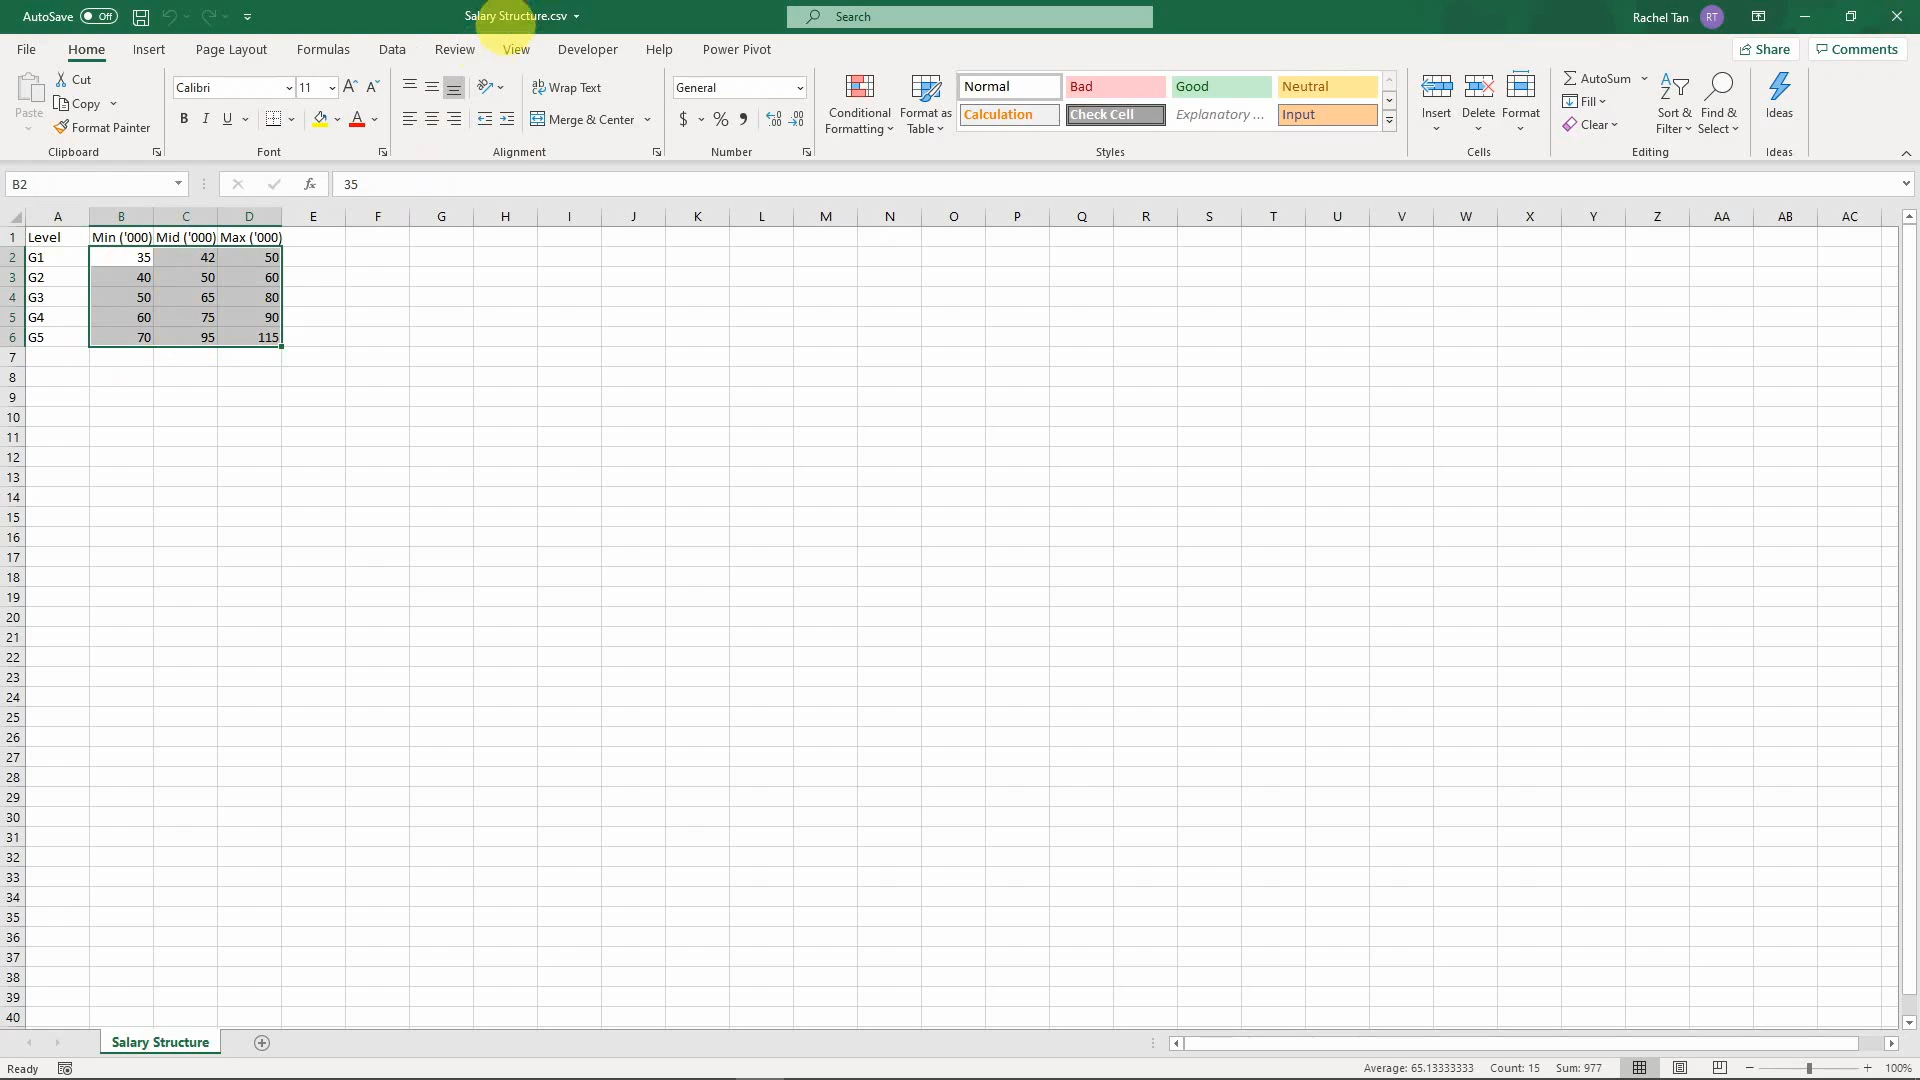 AutoSave Off Salary Structure.csv Search Rachel Tan RT
File Home Insert Page Layout Formulas Data Review View Developer Help Power Pivot Share Comments
Paste
Cut
Copy
Format Painter
Clipboard
Calibri 11 A A
B I U A
Font
Wrap Text
Merge & Center
Alignment
General
$ % 9 .00 .00
Number
Conditional Formatting
Format as Table
Normal Bad Good Neutral
Calculation Check Cell Explanatory ... Input
Styles
Insert Delete Format
Cells
AutoSum
Fill
Clear
Sort & Filter
Find & Select
Editing
Ideas
Ideas
B2 fx 35
A B C D E F G H I J K L M N O P Q R S T U V W X Y Z AA AB AC
1 Level Min ('000) Mid ('000) Max ('000)
2 G1 35 42 50
3 G2 40 50 60
4 G3 50 65 80
5 G4 60 75 90
6 G5 70 95 115
7
8
9
10
11
12
13
14
15
16
17
18
19
20
21
22
23
24
25
26
27
28
29
30
31
32
33
34
35
36
37
38
39
40
Salary Structure
Ready Average: 65.13333333 Count: 15 Sum: 977 100%